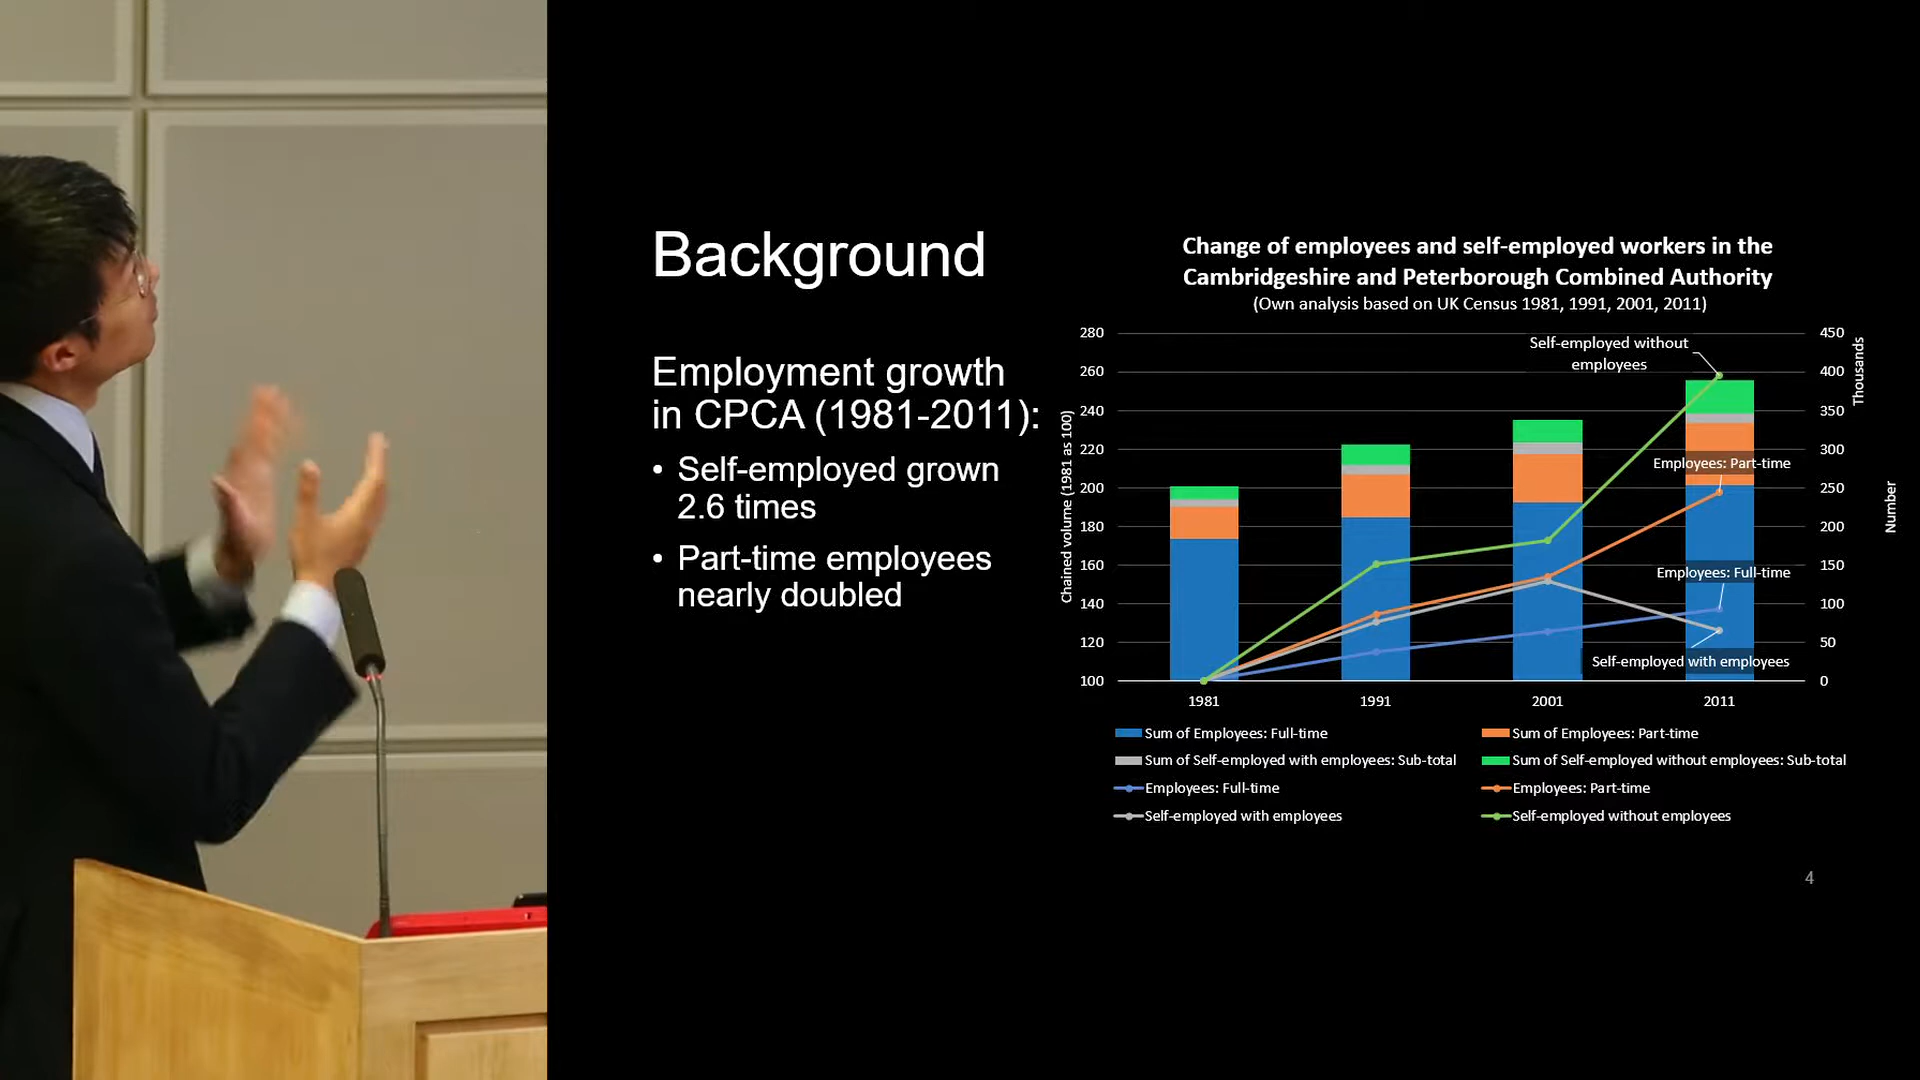 Background
Employment growth
in CPCA (1981-2011):
• Self-employed grown
2.6 times
• Part-time employees
nearly doubled
Change of employees and self-employed workers in the
Cambridgeshire and Peterborough Combined Authority
(Own analysis based on UK Census 1981, 1991, 2001, 2011)
Chained volume (1981 as 100)
280
260
240
220
200
180
160
140
120
100
450
400
350
300
250
200
150
100
50
0
Thousands
Number
Self-employed without
employees
Employees: Part-time
Employees: Full-time
Self-employed with employees
1981 1991 2001 2011
Sum of Employees: Full-time Sum of Employees: Part-time
Sum of Self-employed with employees: Sub-total Sum of Self-employed without employees: Sub-total
Employees: Full-time Employees: Part-time
Self-employed with employees Self-employed without employees
4